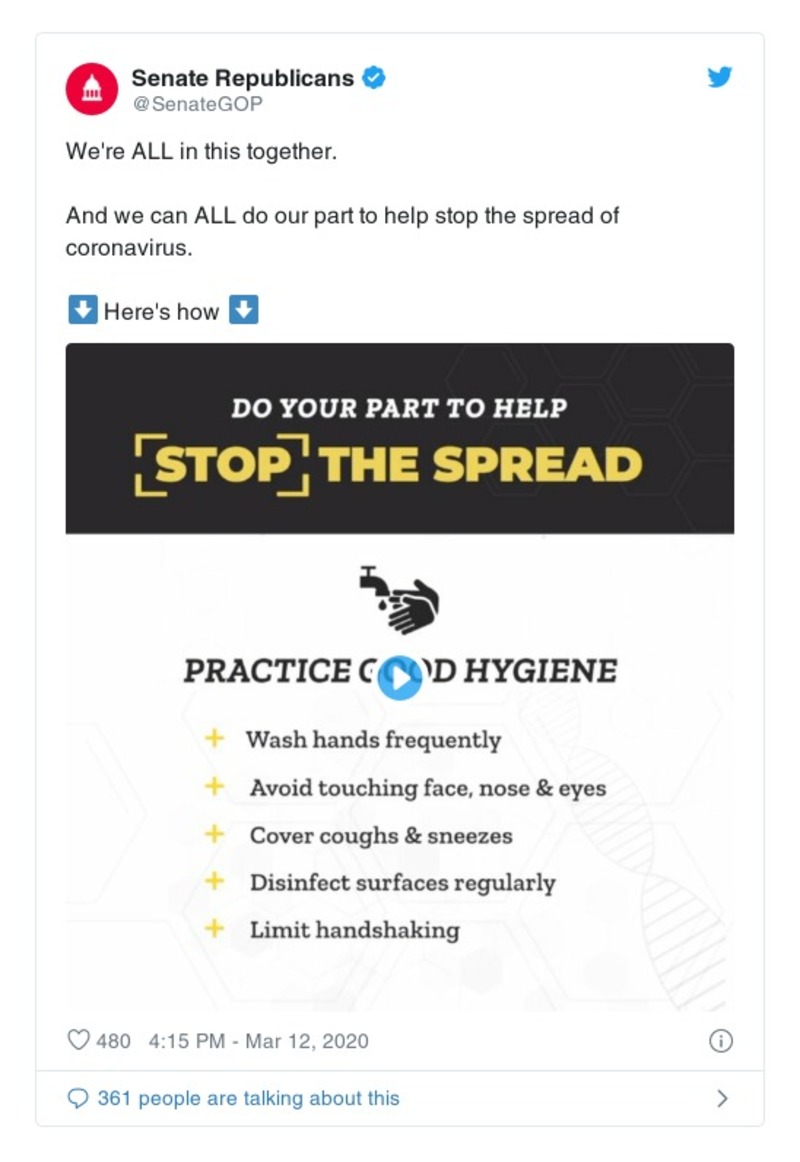 Senate Republicans
@SenateGOP
We're ALL in this together.
And we can ALL do our part to help stop the spread of
coronavirus.
⬇️ Here's how ⬇️
DO YOUR PART TO HELP
STOP THE SPREAD
PRACTICE GOOD HYGIENE
+ Wash hands frequently
+ Avoid touching face, nose & eyes
+ Cover coughs & sneezes
+ Disinfect surfaces regularly
+ Limit handshaking
480 4:15 PM - Mar 12, 2020
361 people are talking about this